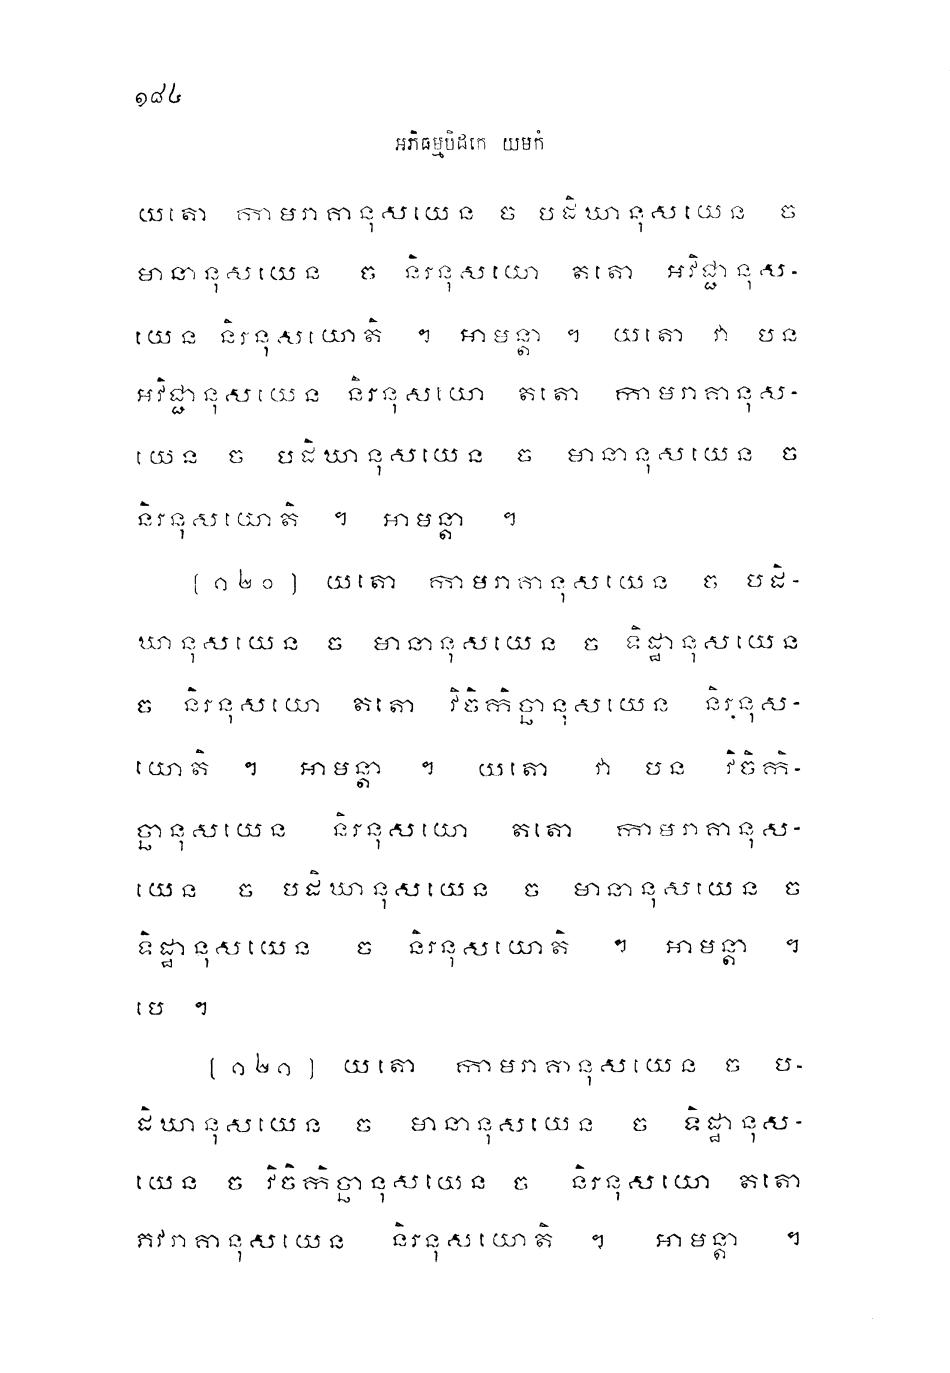 ១៨៤
អភិធម្មបិដកេ យមកំ
យតោ កាមរាគានុសយេន ច បដិឃានុសយេន ច
មានានុសយេន ច និរនុសយោ តតោ អវិជ្ជានុស-
យេន និរនុសយោតិ ។ អាមន្តា ។ យតោ វា បន
អវិជ្ជានុសយេន និរនុសយោ តតោ កាមរាគានុស-
យេន ច បដិឃានុសយេន ច មានានុសយេន ច
និរនុសយោតិ ។ អាមន្តា ។
[១២០] យតោ កាមរាគានុសយេន ច បដិ-
ឃានុសយេន ច មានានុសយេន ច ទិដ្ឋានុសយេន
ច និរនុសយោ តតោ វិចិកិច្ឆានុសយេន និរនុស-
យោតិ ។ អាមន្តា ។ យតោ វា បន វិចិកិ-
ច្ឆានុសយេន និរនុសយោ តតោ កាមរាគានុស-
យេន ច បដិឃានុសយេន ច មានានុសយេន ច
ទិដ្ឋានុសយេន ច និរនុសយោតិ ។ អាមន្តា ។
បេ ។
[១២១] យតោ កាមរាគានុសយេន ច ប-
ដិឃានុសយេន ច មានានុសយេន ច ទិដ្ឋានុស-
យេន ច វិចិកិច្ឆានុសយេន ច និរនុសយោ តតោ
ភវរាគានុសយេន និរនុសយោតិ ។ អាមន្តា ។